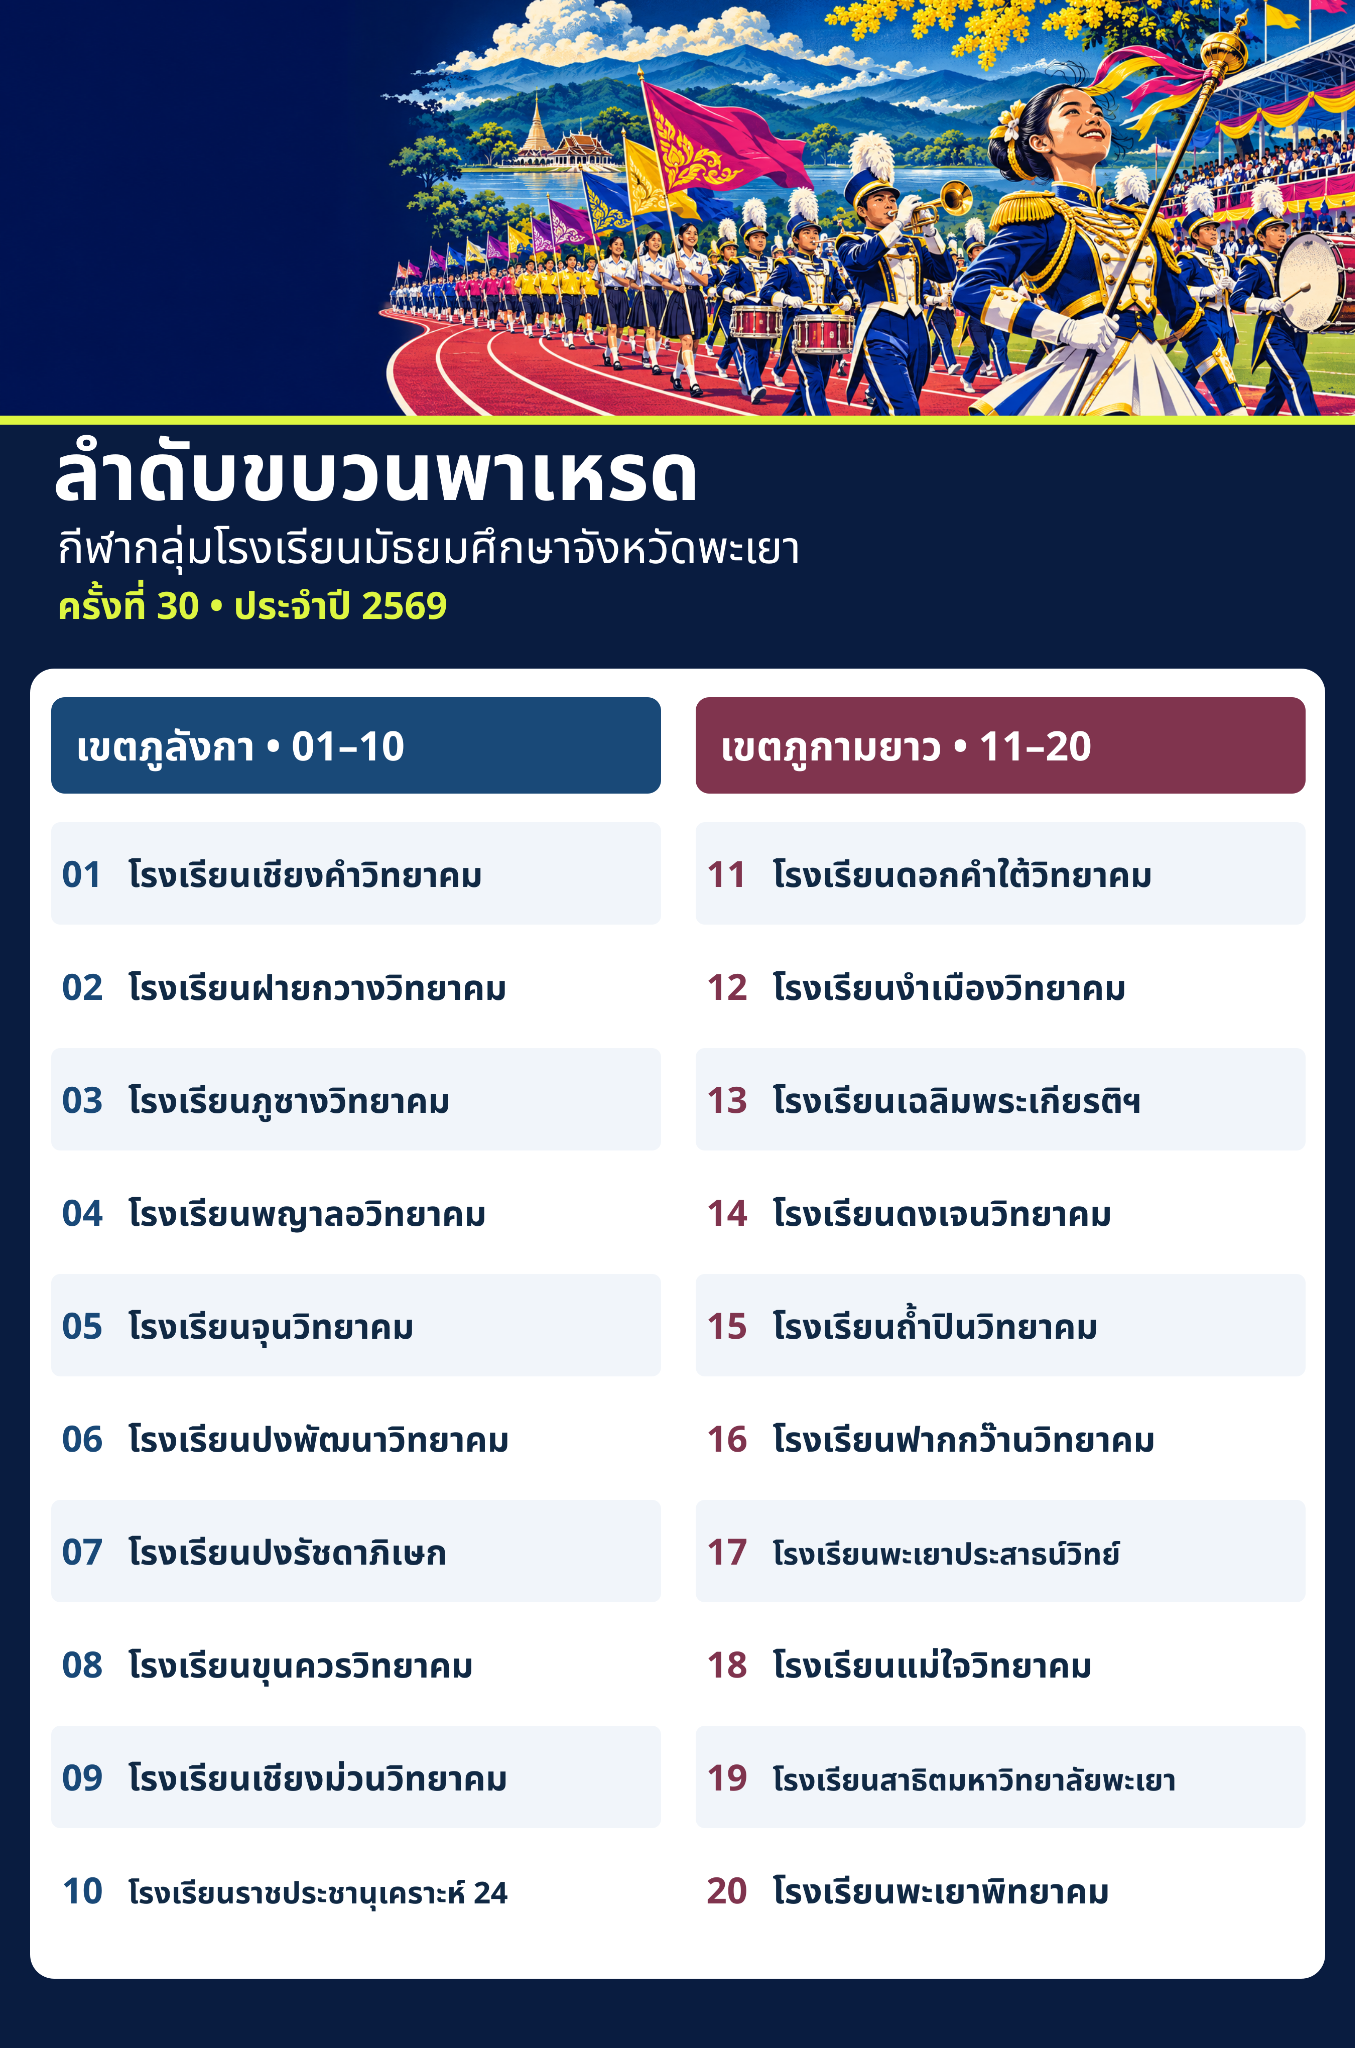 ลำดับขบวนพาเหรด
กีฬากลุ่มโรงเรียนมัธยมศึกษาจังหวัดพะเยา
ครั้งที่ 30 • ประจำปี 2569
เขตภูลังกา • 01–10
01 โรงเรียนเชียงคำวิทยาคม
02 โรงเรียนฝายกวางวิทยาคม
03 โรงเรียนภูซางวิทยาคม
04 โรงเรียนพญาลอวิทยาคม
05 โรงเรียนจุนวิทยาคม
06 โรงเรียนปงพัฒนาวิทยาคม
07 โรงเรียนปงรัชดาภิเษก
08 โรงเรียนขุนควรวิทยาคม
09 โรงเรียนเชียงม่วนวิทยาคม
10 โรงเรียนราชประชานุเคราะห์ 24
เขตภูกามยาว • 11–20
11 โรงเรียนดอกคำใต้วิทยาคม
12 โรงเรียนงำเมืองวิทยาคม
13 โรงเรียนเฉลิมพระเกียรติฯ
14 โรงเรียนดงเจนวิทยาคม
15 โรงเรียนถ้ำปินวิทยาคม
16 โรงเรียนฟากกว๊านวิทยาคม
17 โรงเรียนพะเยาประสาธน์วิทย์
18 โรงเรียนแม่ใจวิทยาคม
19 โรงเรียนสาธิตมหาวิทยาลัยพะเยา
20 โรงเรียนพะเยาพิทยาคม